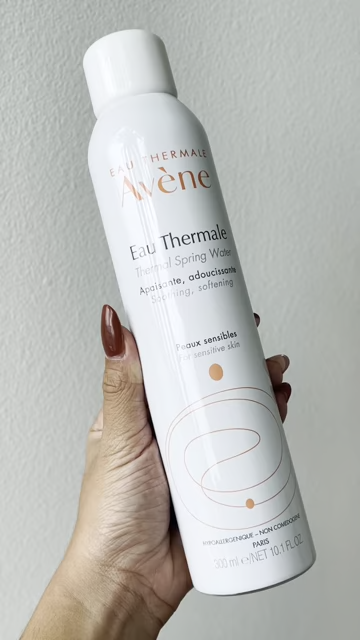 EAU THERMALE
Avène
Eau Thermale
Thermal Spring Water
Apaisante, adoucissante
Soothing, softening
Peaux sensibles
For sensitive skin
HYPOALLERGENIQUE - NON COMEDOGENE
PARIS
300 ml e/NET 10.1 FL.OZ